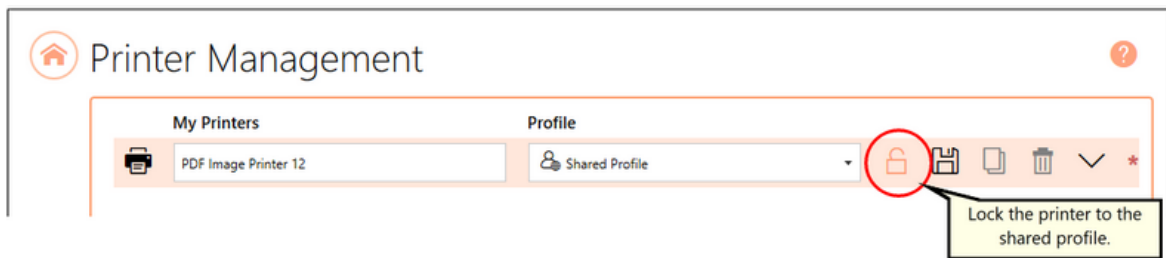 Printer Management
?
My Printers
Profile
PDF Image Printer 12
Shared Profile
*
Lock the printer to the
shared profile.